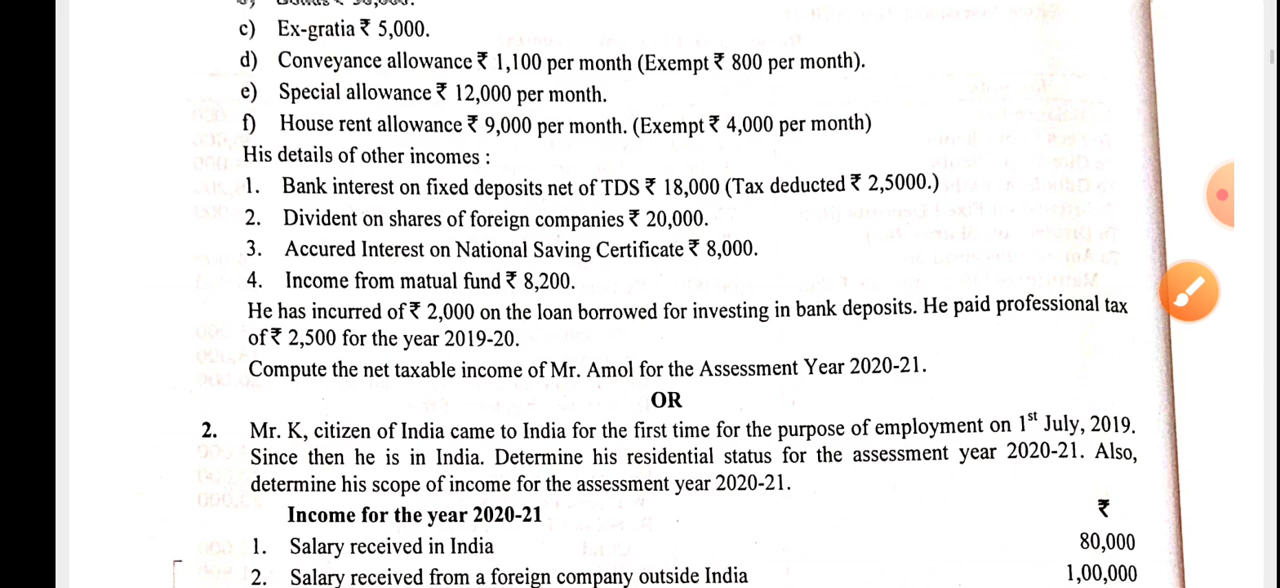 c) Ex-gratia ₹ 5,000.
d) Conveyance allowance ₹ 1,100 per month (Exempt ₹ 800 per month).
e) Special allowance ₹ 12,000 per month.
f) House rent allowance ₹ 9,000 per month. (Exempt ₹ 4,000 per month)
His details of other incomes :
1. Bank interest on fixed deposits net of TDS ₹ 18,000 (Tax deducted ₹ 2,5000.)
2. Divident on shares of foreign companies ₹ 20,000.
3. Accured Interest on National Saving Certificate ₹ 8,000.
4. Income from matual fund ₹ 8,200.
He has incurred of ₹ 2,000 on the loan borrowed for investing in bank deposits. He paid professional tax
of ₹ 2,500 for the year 2019-20.
Compute the net taxable income of Mr. Amol for the Assessment Year 2020-21.
OR
2. Mr. K, citizen of India came to India for the first time for the purpose of employment on 1st July, 2019.
Since then he is in India. Determine his residential status for the assessment year 2020-21. Also,
determine his scope of income for the assessment year 2020-21.
Income for the year 2020-21 ₹
1. Salary received in India 80,000
2. Salary received from a foreign company outside India 1,00,000